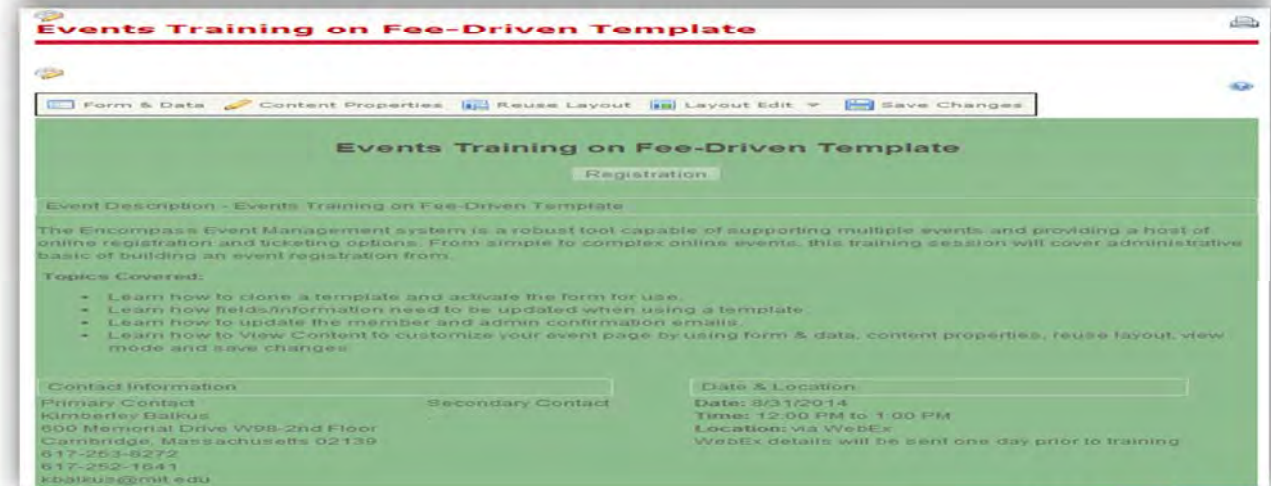 Events Training on Fee-Driven Template
Form & Data Content Properties Reuse Layout Layout Edit Save Changes
Events Training on Fee-Driven Template
Registration
Event Description - Events Training on Fee-Driven Template
The Encompass Event Management system is a robust tool capable of supporting multiple events and providing a host of
online registration and ticketing options. From simple to complex online events, this training session will cover administrative
basic of building an event registration from.
Topics Covered:
• Learn how to clone a template and activate the form for use.
• Learn how fields/information need to be updated when using a template.
• Learn how to update the member and admin confirmation emails.
• Learn how to View Content to customize your event page by using form & data, content properties, reuse layout, view
mode and save changes
Contact Information
Primary Contact Secondary Contact
Kimberley Balkus
600 Memorial Drive W98-2nd Floor
Cambridge, Massachusetts 02139
617-253-8272
617-252-1641
kbalkus@mit.edu
Date & Location
Date: 8/31/2014
Time: 12:00 PM to 1:00 PM
Location: via WebEx
WebEx details will be sent one day prior to training